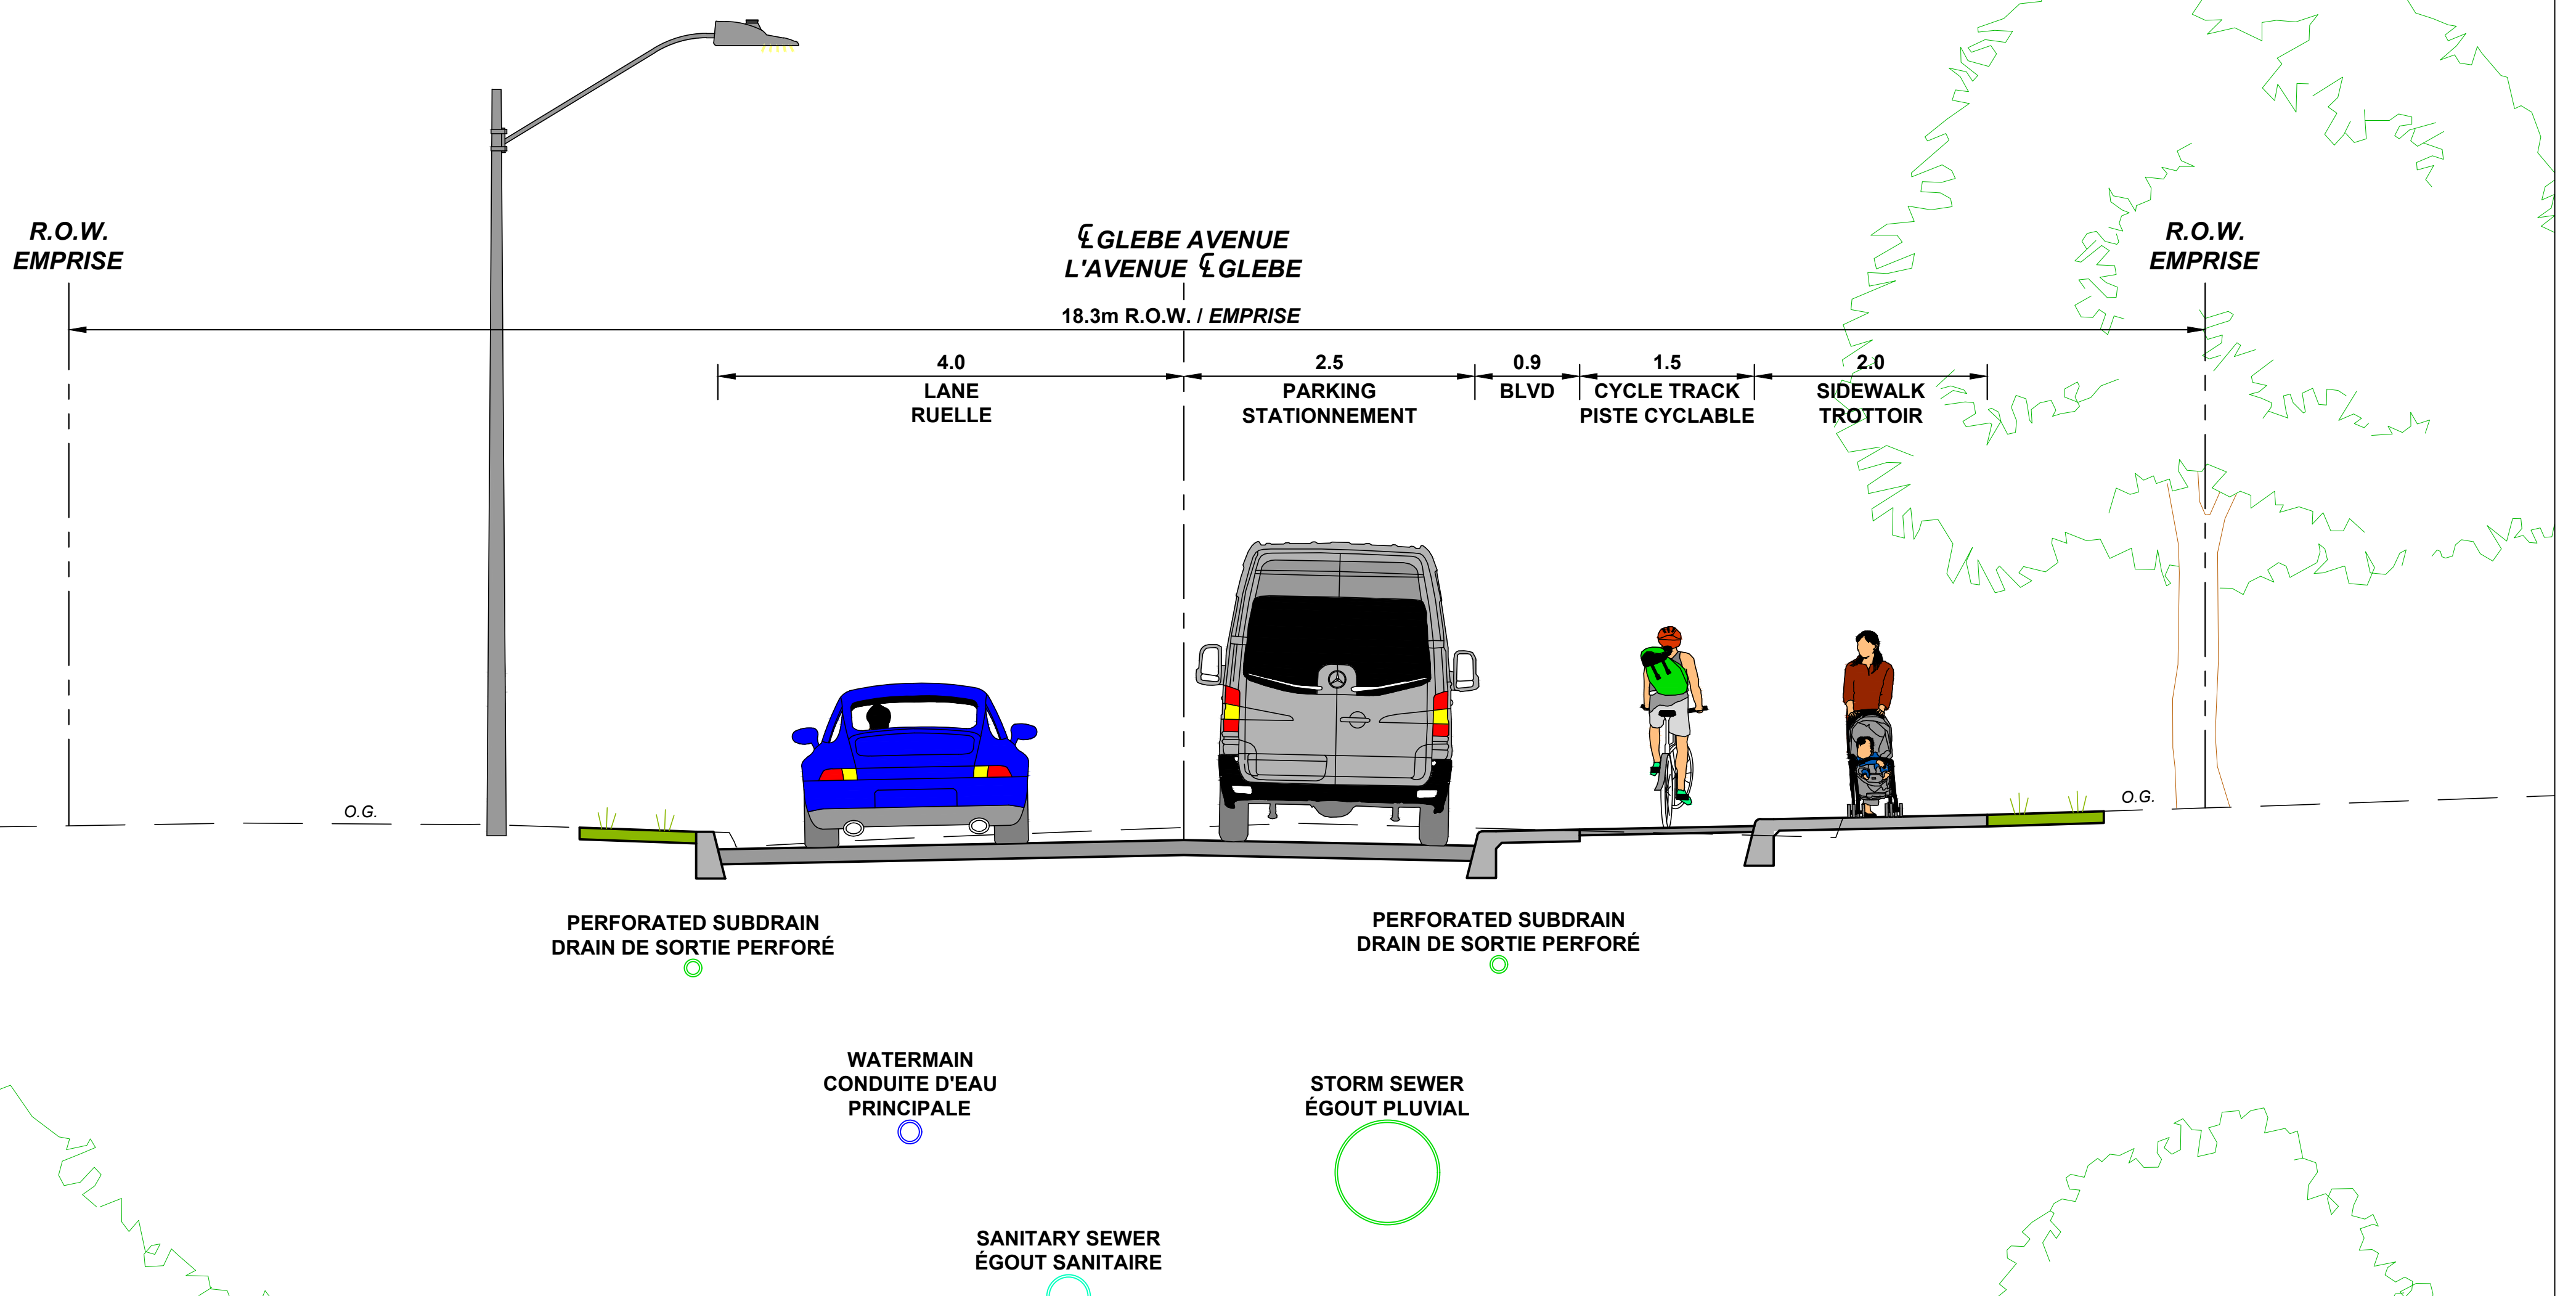 R.O.W.
EMPRISE
℄ GLEBE AVENUE
L'AVENUE ℄ GLEBE
R.O.W.
EMPRISE
18.3m R.O.W. / EMPRISE
4.0
LANE
RUELLE
2.5
PARKING
STATIONNEMENT
0.9
BLVD
1.5
CYCLE TRACK
PISTE CYCLABLE
2.0
SIDEWALK
TROTTOIR
O.G.
O.G.
PERFORATED SUBDRAIN
DRAIN DE SORTIE PERFORÉ
PERFORATED SUBDRAIN
DRAIN DE SORTIE PERFORÉ
WATERMAIN
CONDUITE D'EAU
PRINCIPALE
STORM SEWER
ÉGOUT PLUVIAL
SANITARY SEWER
ÉGOUT SANITAIRE